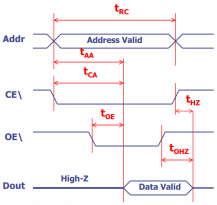 tRC
Addr
Address Valid
tAA
tCA
CE\
tHZ
tOE
OE\
tOHZ
High-Z
Dout
Data Valid